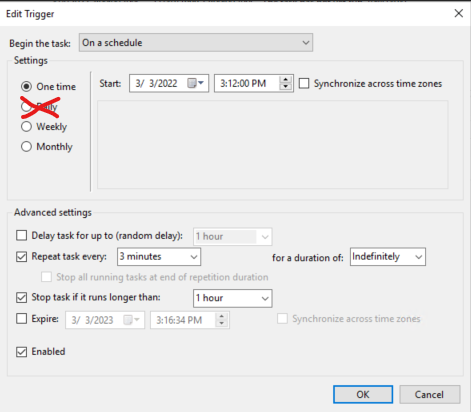 Edit Trigger
Begin the task: On a schedule
Settings
One time
Start: 3/ 3/2022 3:12:00 PM Synchronize across time zones
Daily
Weekly
Monthly
Advanced settings
Delay task for up to (random delay): 1 hour
Repeat task every: 3 minutes for a duration of: Indefinitely
Stop all running tasks at end of repetition duration
Stop task if it runs longer than: 1 hour
Expire: 3/ 3/2023 3:16:34 PM Synchronize across time zones
Enabled
OK Cancel